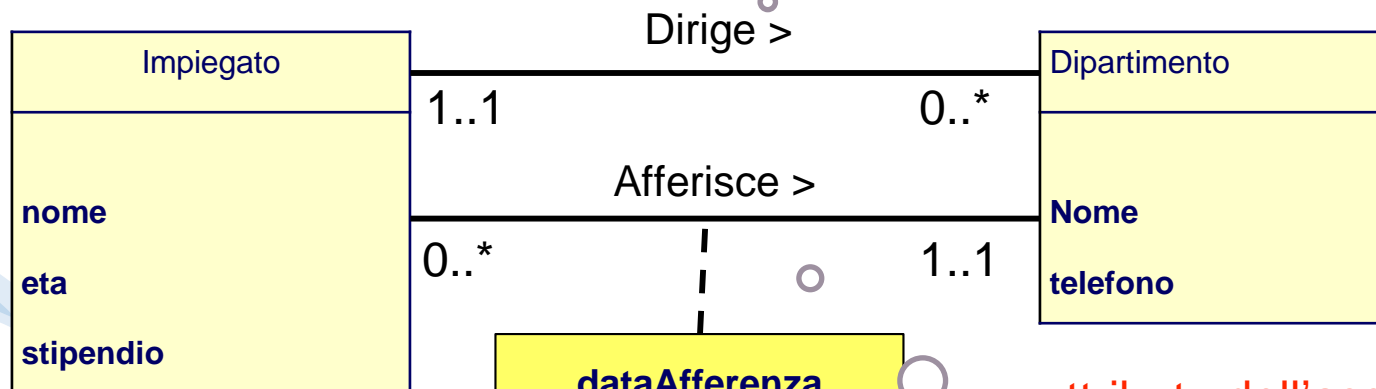 Dirige >
Impiegato
Dipartimento
1..1
0..*
Afferisce >
nome
Nome
0..*
1..1
eta
telefono
stipendio
dataAfferenza